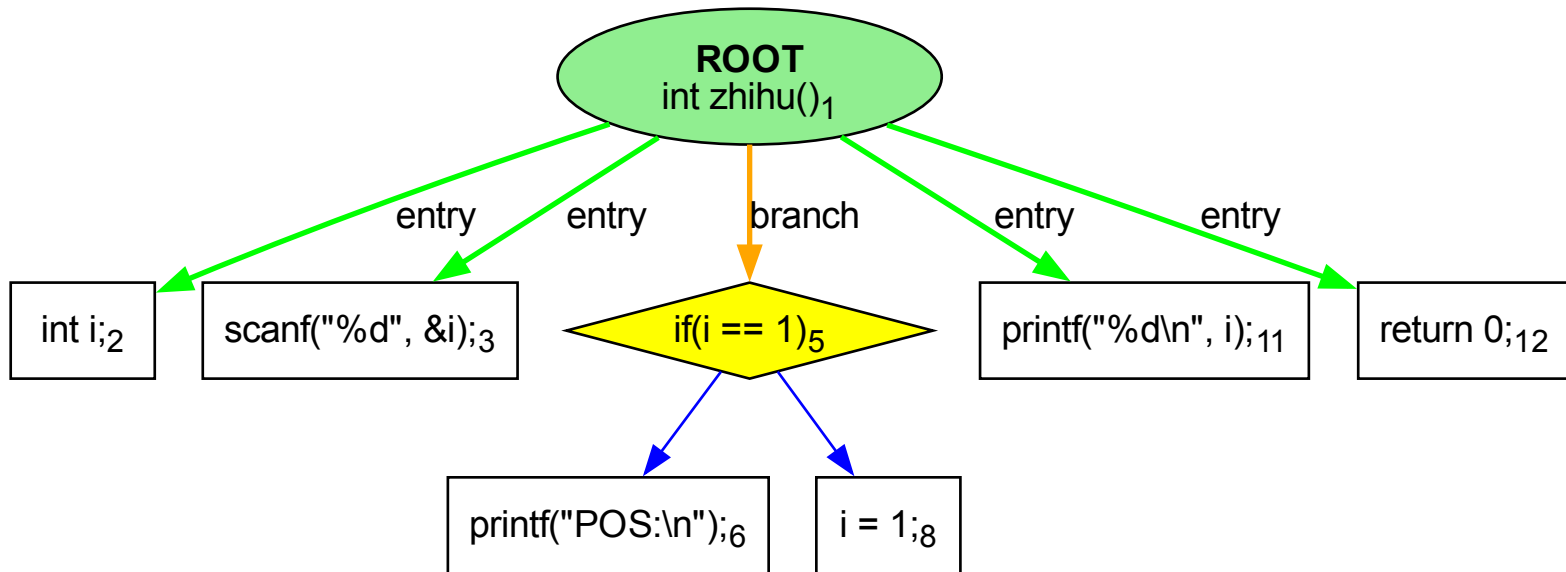 ROOT
int zhihu()1
entry
entry
branch
entry
entry
int i;2
scanf("%d", &i);3
if(i == 1)5
printf("%d\n", i);11
return 0;12
printf("POS:\n");6
i = 1;8